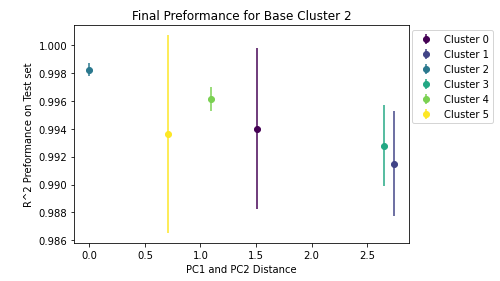 Final Preformance for Base Cluster 2
R^2 Preformance on Test set
1.000
0.998
0.996
0.994
0.992
0.990
0.988
0.986
0.0 0.5 1.0 1.5 2.0 2.5
PC1 and PC2 Distance
Cluster 0
Cluster 1
Cluster 2
Cluster 3
Cluster 4
Cluster 5